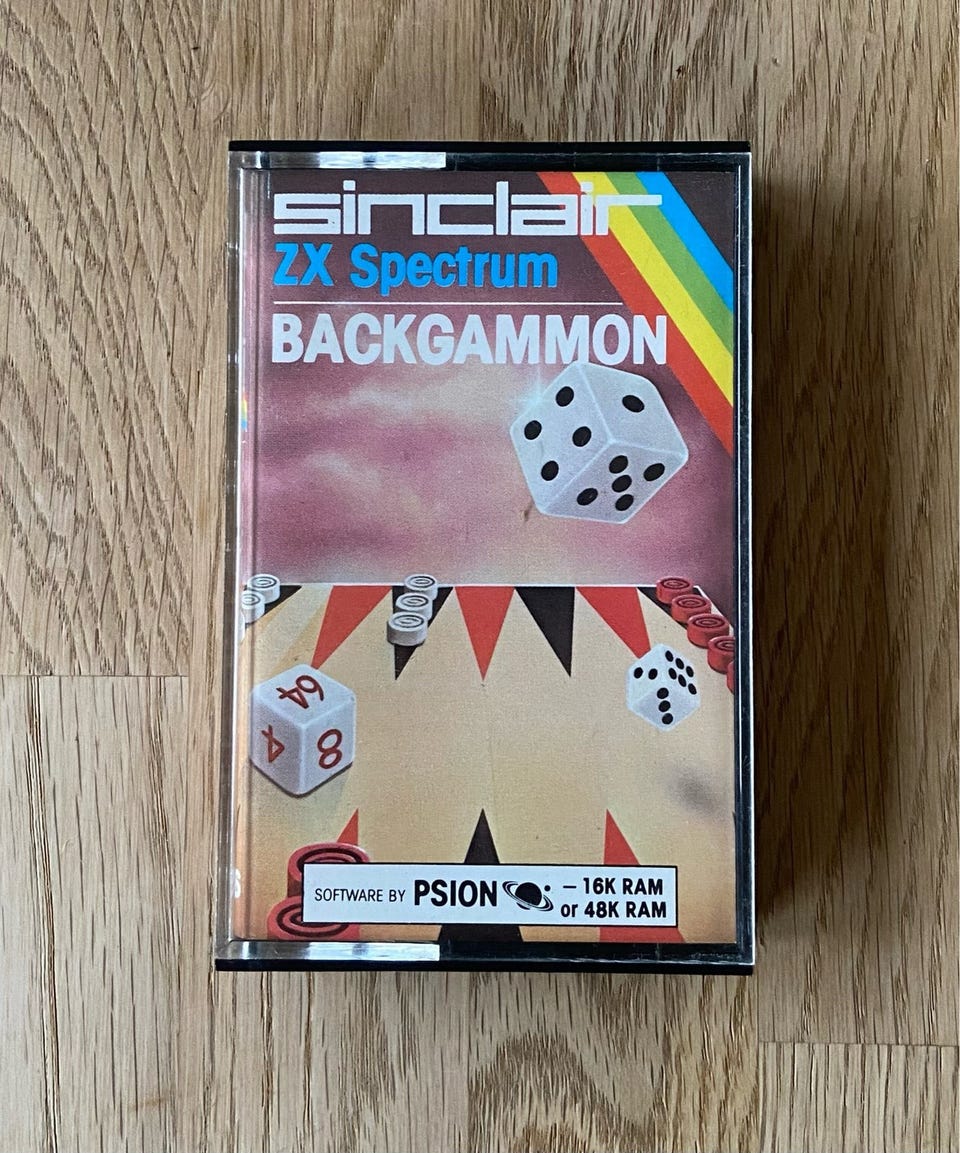 sinclair
ZX Spectrum
BACKGAMMON
64
4 8
SOFTWARE BY PSION – 16K RAM
or 48K RAM